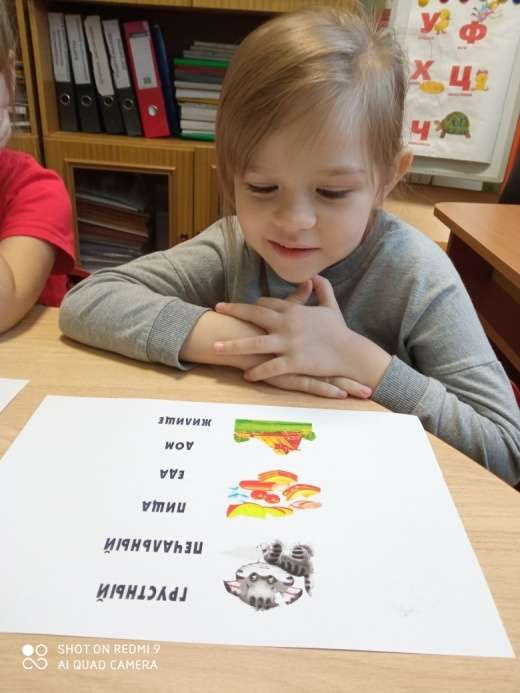 У
Ф
Х
Ц
Ч
ЖИЛИЩЕ
ДОМ
ЕДА
ПИЩА
ПЕЧАЛЬНЫЙ
ГРУСТНЫЙ
SHOT ON REDMI 9
AI QUAD CAMERA